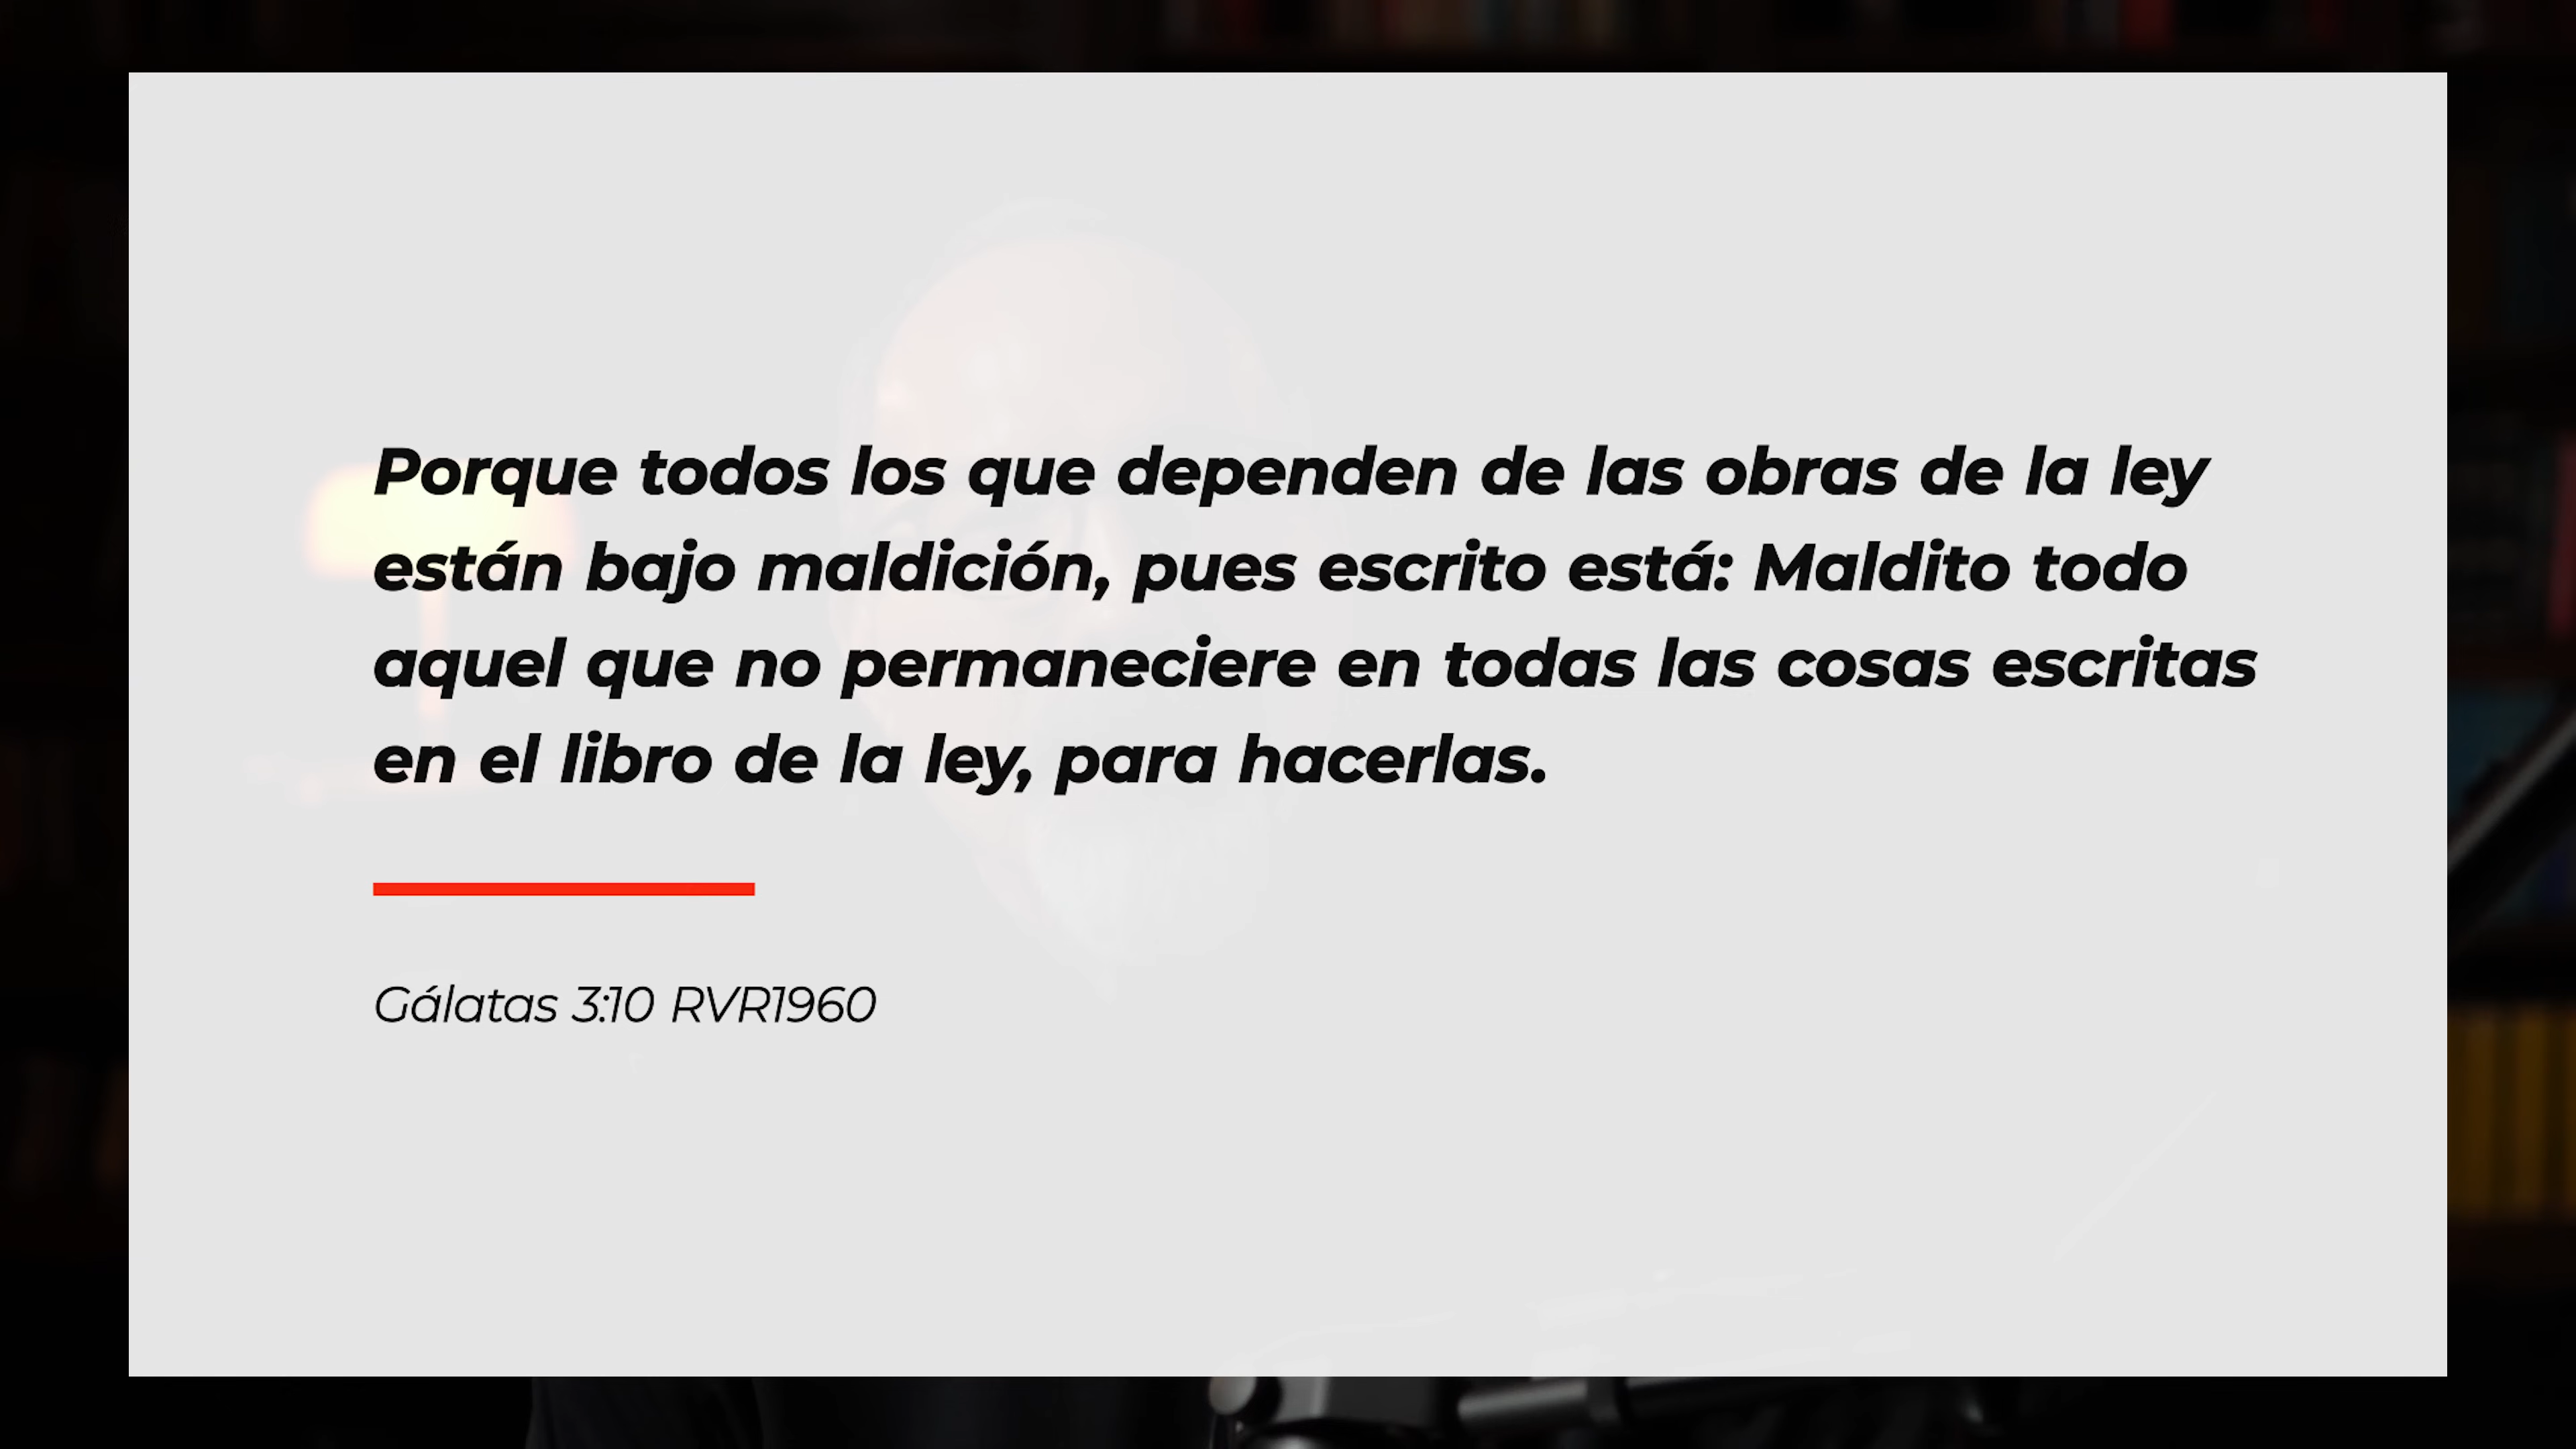 Porque todos los que dependen de las obras de la ley
están bajo maldición, pues escrito está: Maldito todo
aquel que no permaneciere en todas las cosas escritas
en el libro de la ley, para hacerlas.
Gálatas 3:10 RVR1960